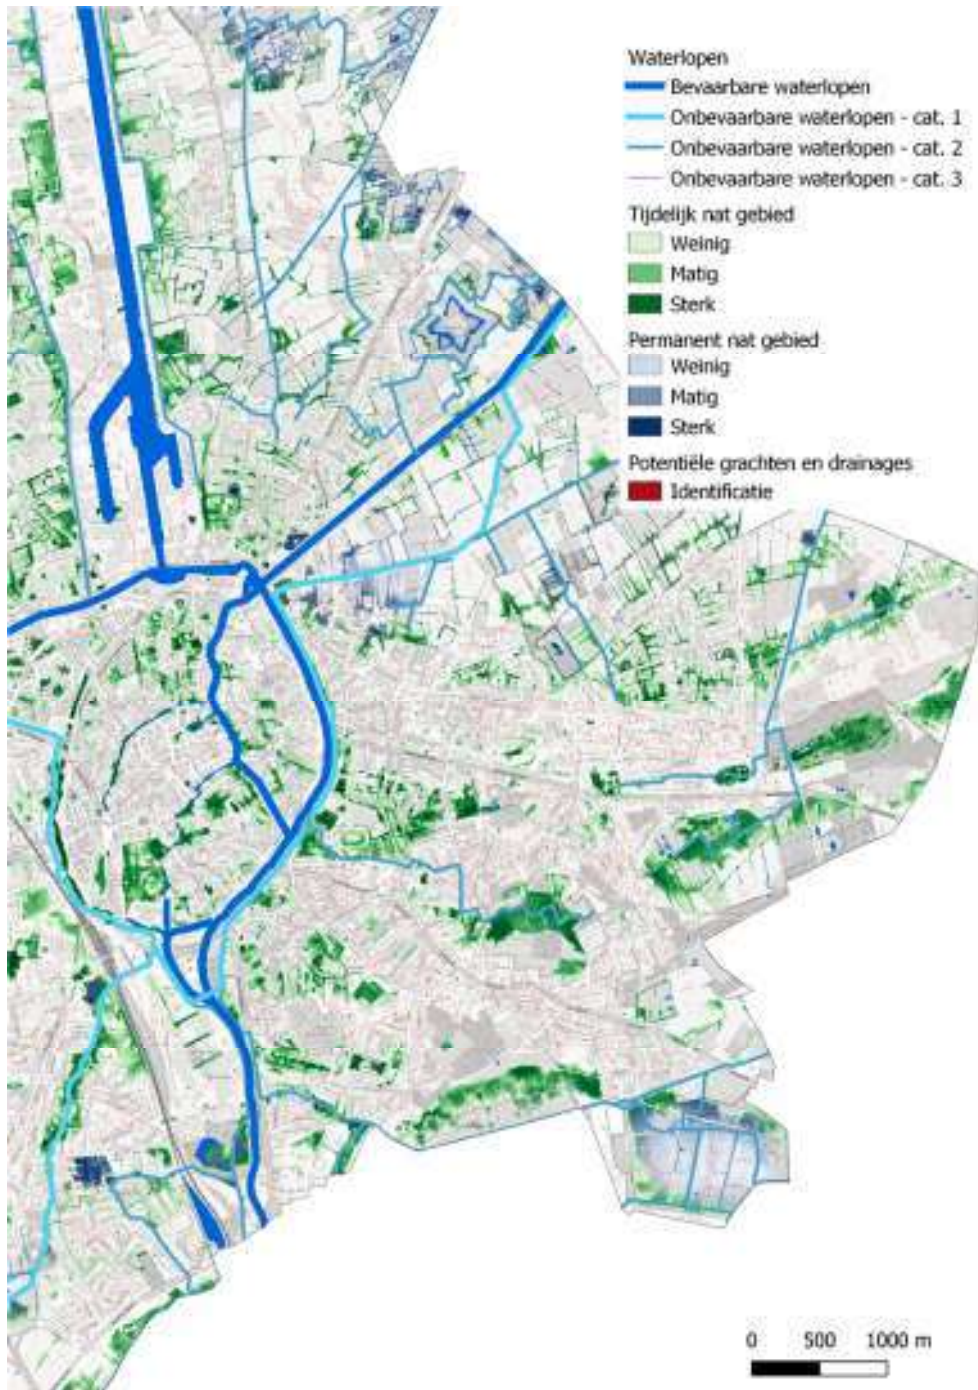 Waterlopen
Bevaarbare waterlopen
Onbevaarbare waterlopen - cat. 1
Onbevaarbare waterlopen - cat. 2
Onbevaarbare waterlopen - cat. 3
Tijdelijk nat gebied
Weinig
Matig
Sterk
Permanent nat gebied
Weinig
Matig
Sterk
Potentiële grachten en drainages
Identificatie
0 500 1000 m